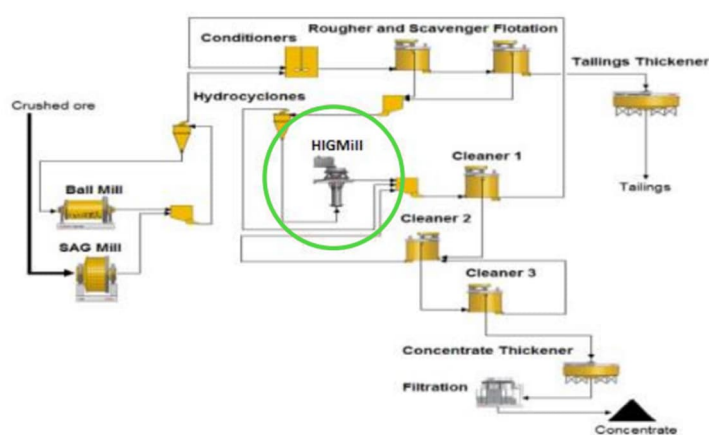 Rougher and Scavenger Flotation
Conditioners
Tailings Thickener
Hydrocyclones
Crushed ore
HIGMill
Cleaner 1
Ball Mill
Tailings
Cleaner 2
SAG Mill
Cleaner 3
Concentrate Thickener
Filtration
Concentrate